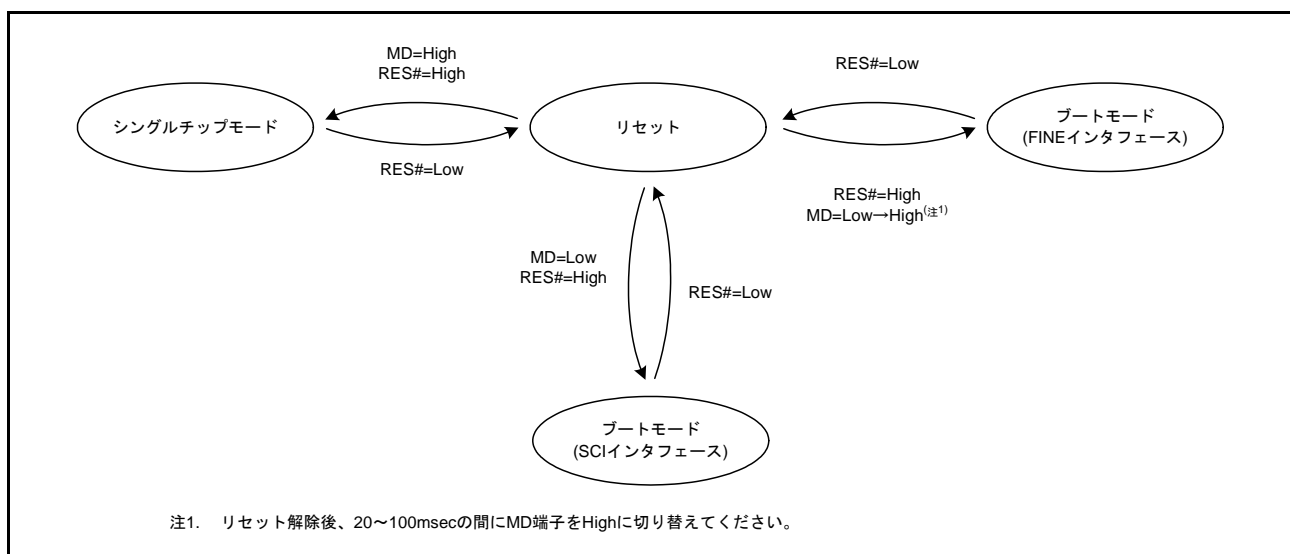 MD=High
RES#=High
RES#=Low
シングルチップモード
リセット
ブートモード
(FINEインタフェース)
RES#=Low
RES#=High
MD=Low→High(注1)
MD=Low
RES#=High
RES#=Low
ブートモード
(SCIインタフェース)
注1. リセット解除後、20～100msecの間にMD端子をHighに切り替えてください。